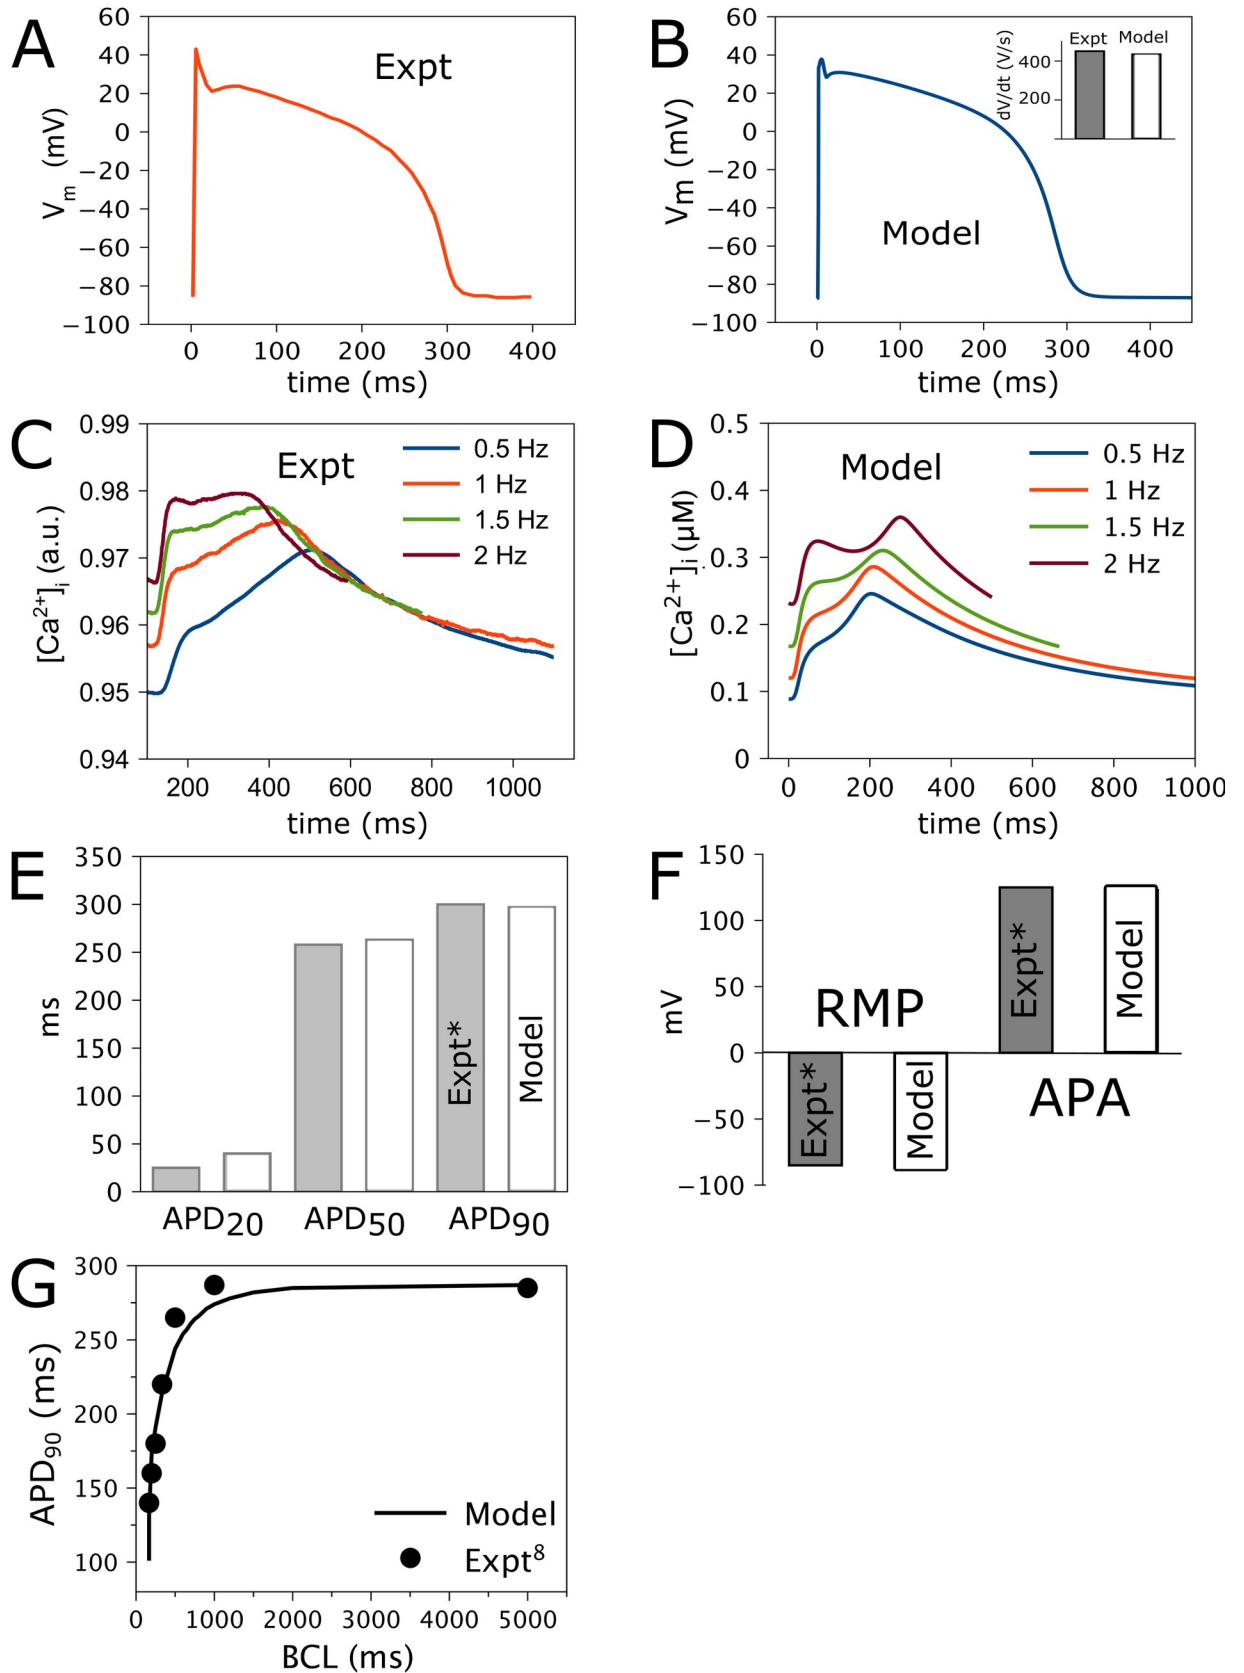 A
60
40
20
0
−20
−40
−60
−80
−100
Vm (mV)
Expt
0 100 200 300 400
time (ms)
B
60
40
20
0
−20
−40
−60
−80
−100
Vm (mV)
Model
dV/dt (V/s)
400
200
Expt Model
0 100 200 300 400
time (ms)
C
0.99
0.98
0.97
0.96
0.95
0.94
[Ca2+]i (a.u.)
Expt
0.5 Hz
1 Hz
1.5 Hz
2 Hz
200 400 600 800 1000
time (ms)
D
0.5
0.4
0.3
0.2
0.1
0
[Ca2+]i (μM)
Model
0.5 Hz
1 Hz
1.5 Hz
2 Hz
0 200 400 600 800 1000
time (ms)
E
350
300
250
200
150
100
50
0
ms
Expt*
Model
APD20 APD50 APD90
F
150
100
50
0
−50
−100
mV
RMP
Expt*
Model
Expt*
Model
APA
G
300
250
200
150
100
APD90 (ms)
Model
Expt8
0 1000 2000 3000 4000 5000
BCL (ms)